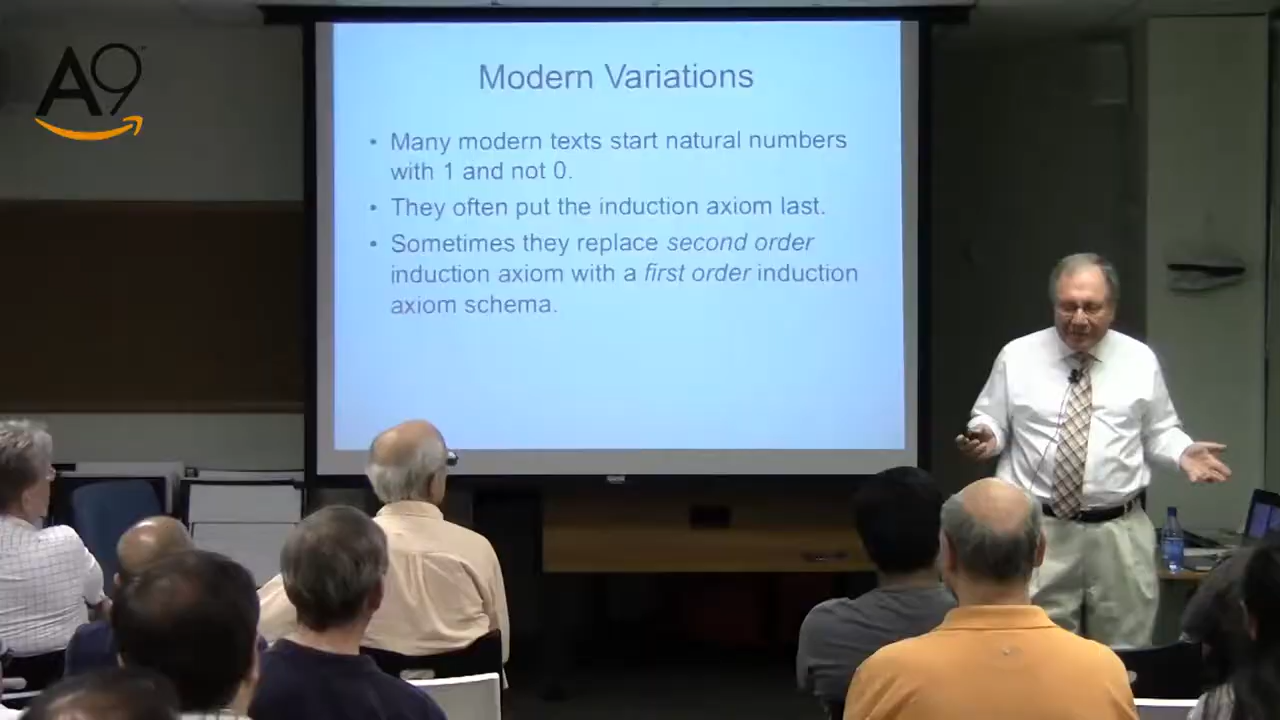 A9
Modern Variations
• Many modern texts start natural numbers
with 1 and not 0.
• They often put the induction axiom last.
• Sometimes they replace second order
induction axiom with a first order induction
axiom schema.